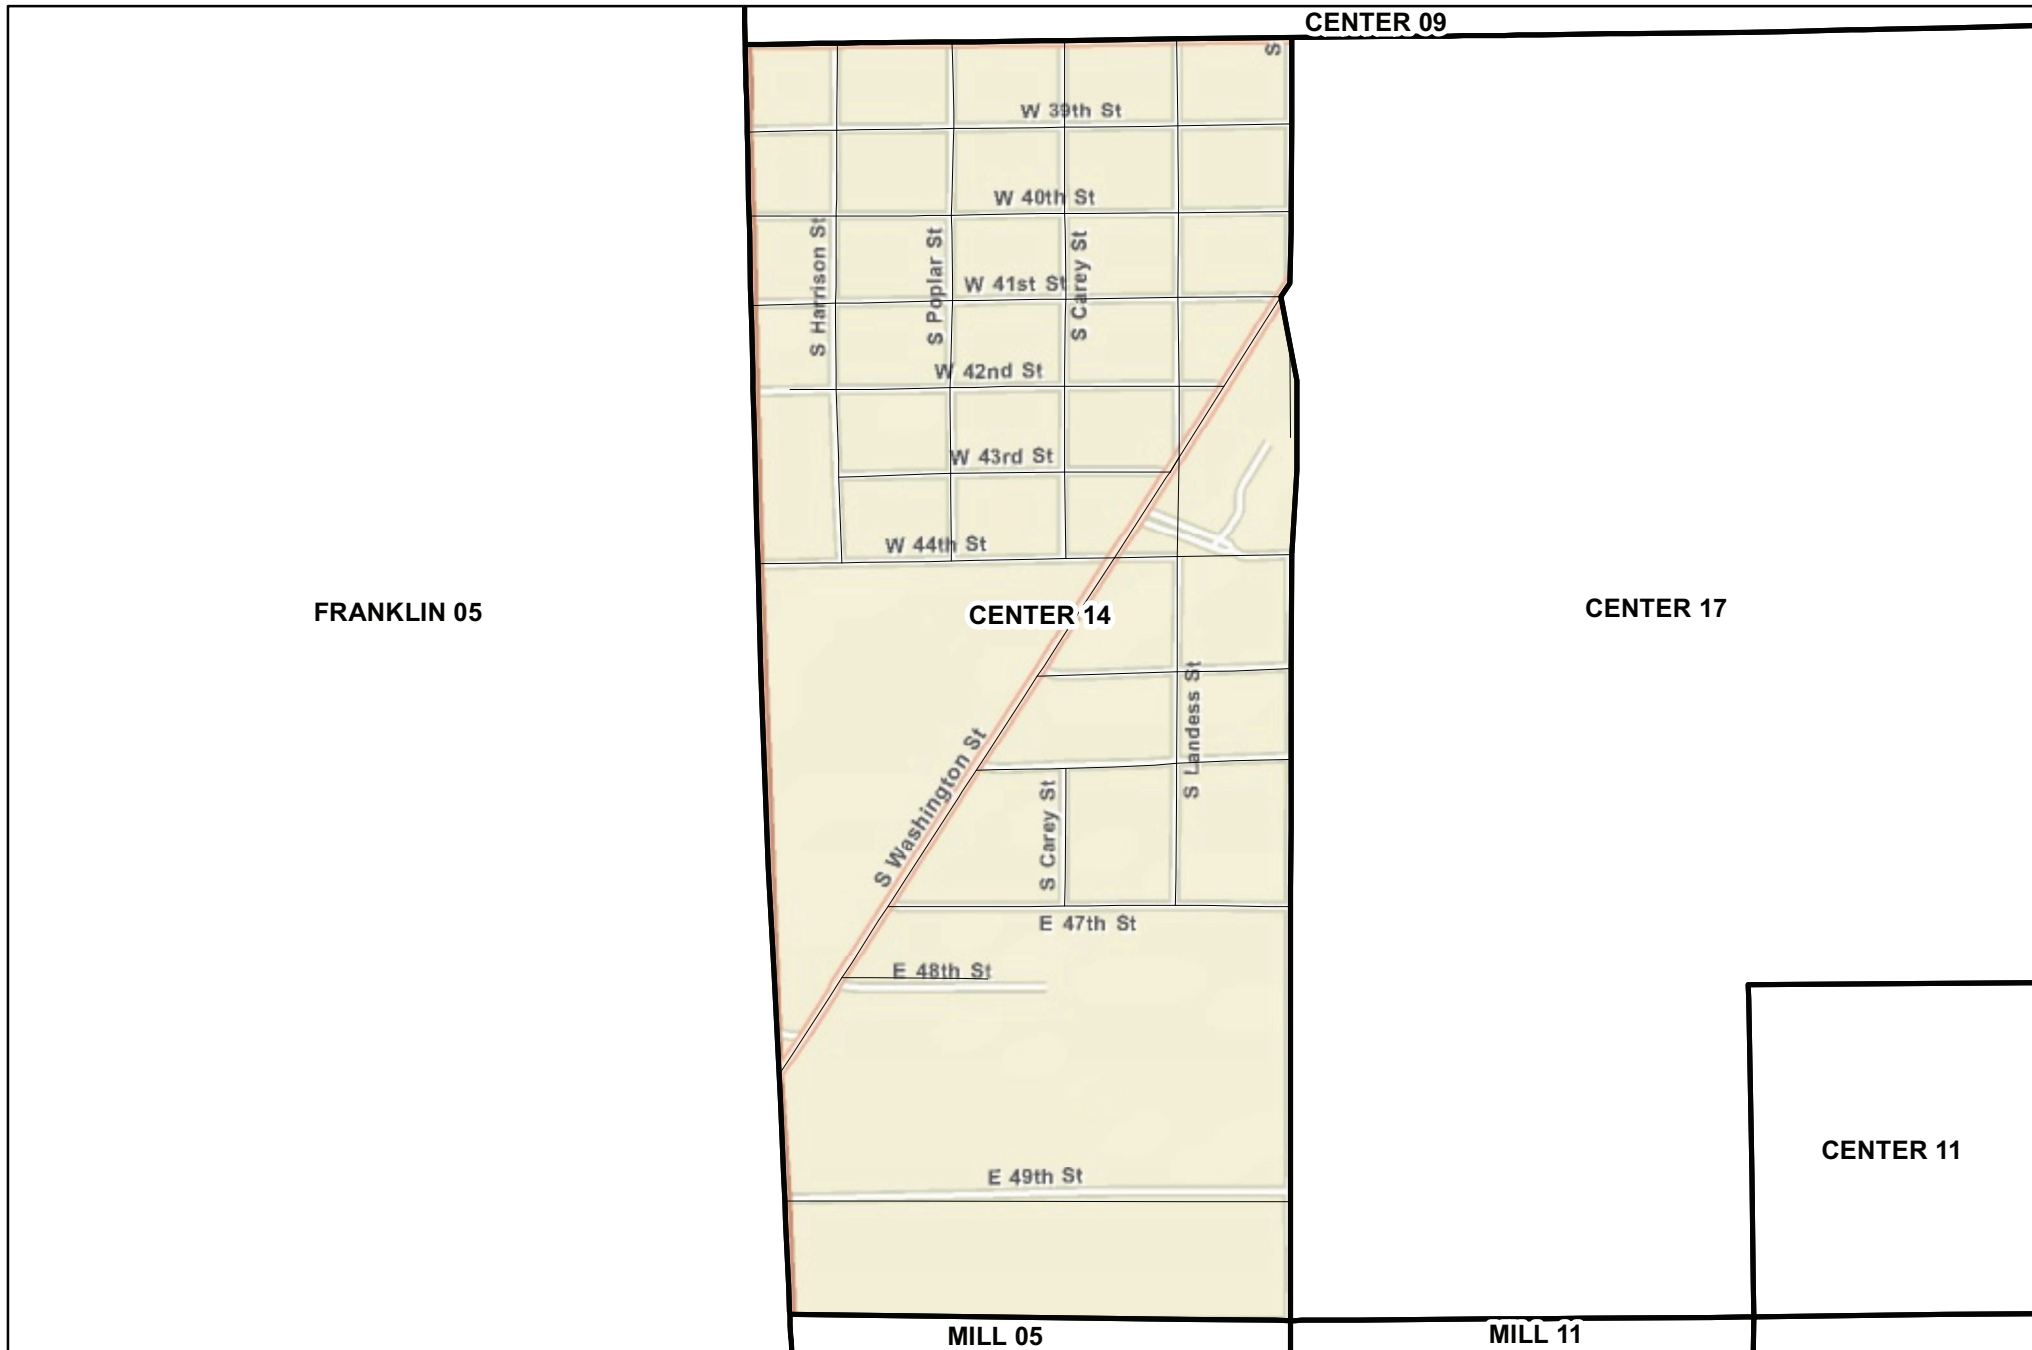 CENTER 09
S
W 39th St
W 40th St
S Harrison St
S Poplar St
S Carey St
W 41st St
W 42nd St
W 43rd St
W 44th St
FRANKLIN 05
CENTER 14
CENTER 17
S Landess St
S Washington St
S Carey St
E 47th St
E 48th St
CENTER 11
E 49th St
MILL 05
MILL 11